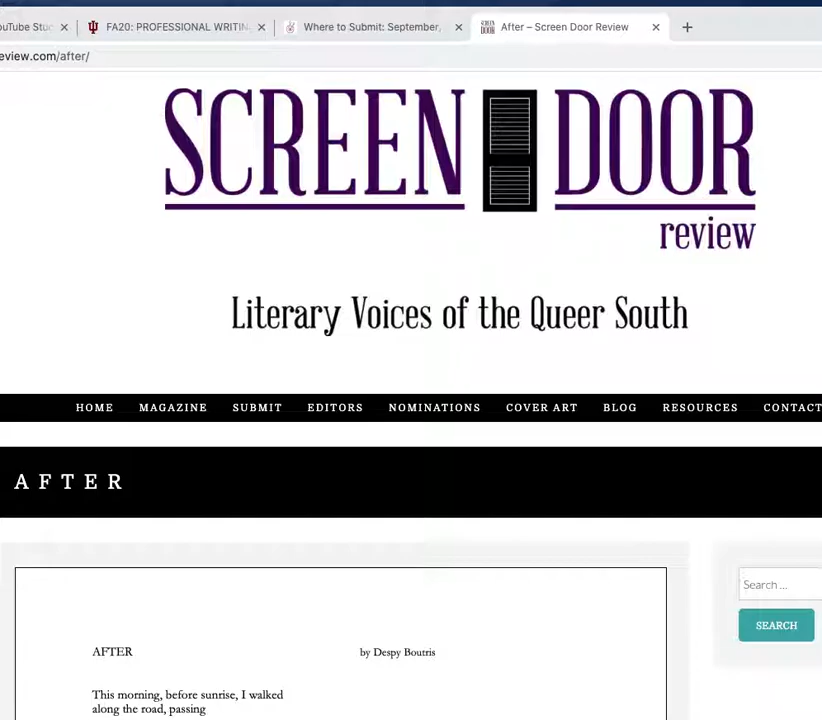 ouTube Stu
FA20: PROFESSIONAL WRITIN
Where to Submit: September,
After – Screen Door Review
eview.com/after/
SCREEN DOOR
review
Literary Voices of the Queer South
HOME MAGAZINE SUBMIT EDITORS NOMINATIONS COVER ART BLOG RESOURCES CONTACT
AFTER
Search ...
SEARCH
AFTER by Despy Boutris
This morning, before sunrise, I walked
along the road, passing